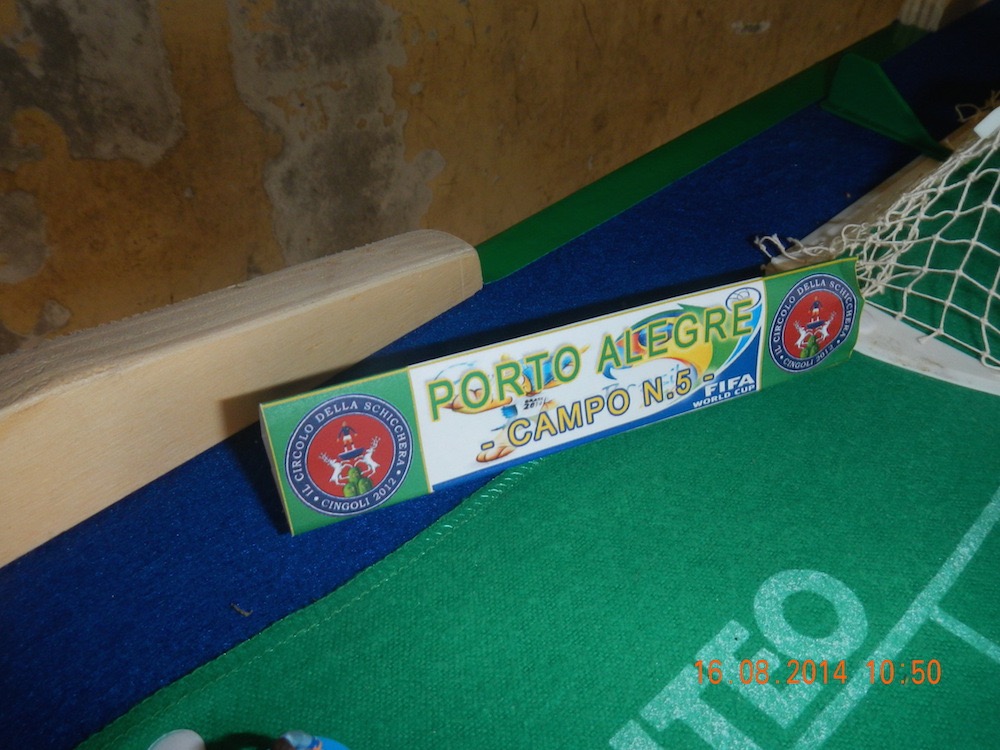 IL CIRCOLO DELLA SCHICCHERA
• CINGOLI 2012 •
PORTO ALEGRE
- CAMPO N.5 -
FIFA
WORLD CUP
IL CIRCOLO DELLA SCHICCHERA
• CINGOLI 2012 •
16.08.2014 10:50